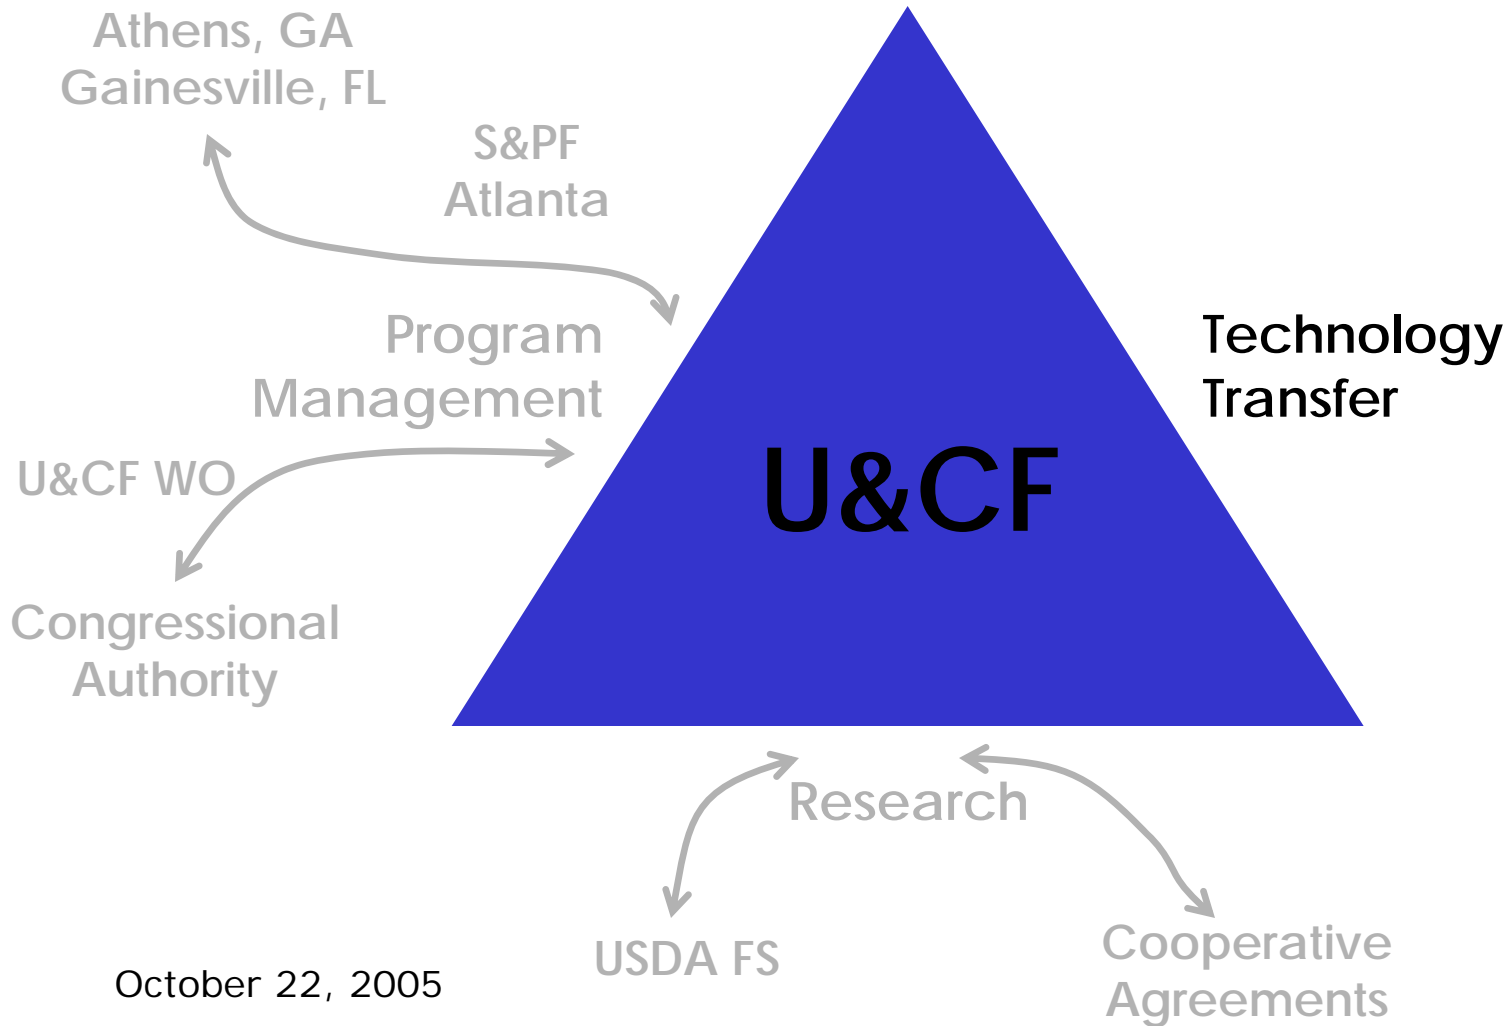 Athens, GA
Gainesville, FL
S&PF
Atlanta
Program
Management
Technology
Transfer
U&CF
U&CF WO
Congressional
Authority
Research
USDA FS
Cooperative
Agreements
October 22, 2005